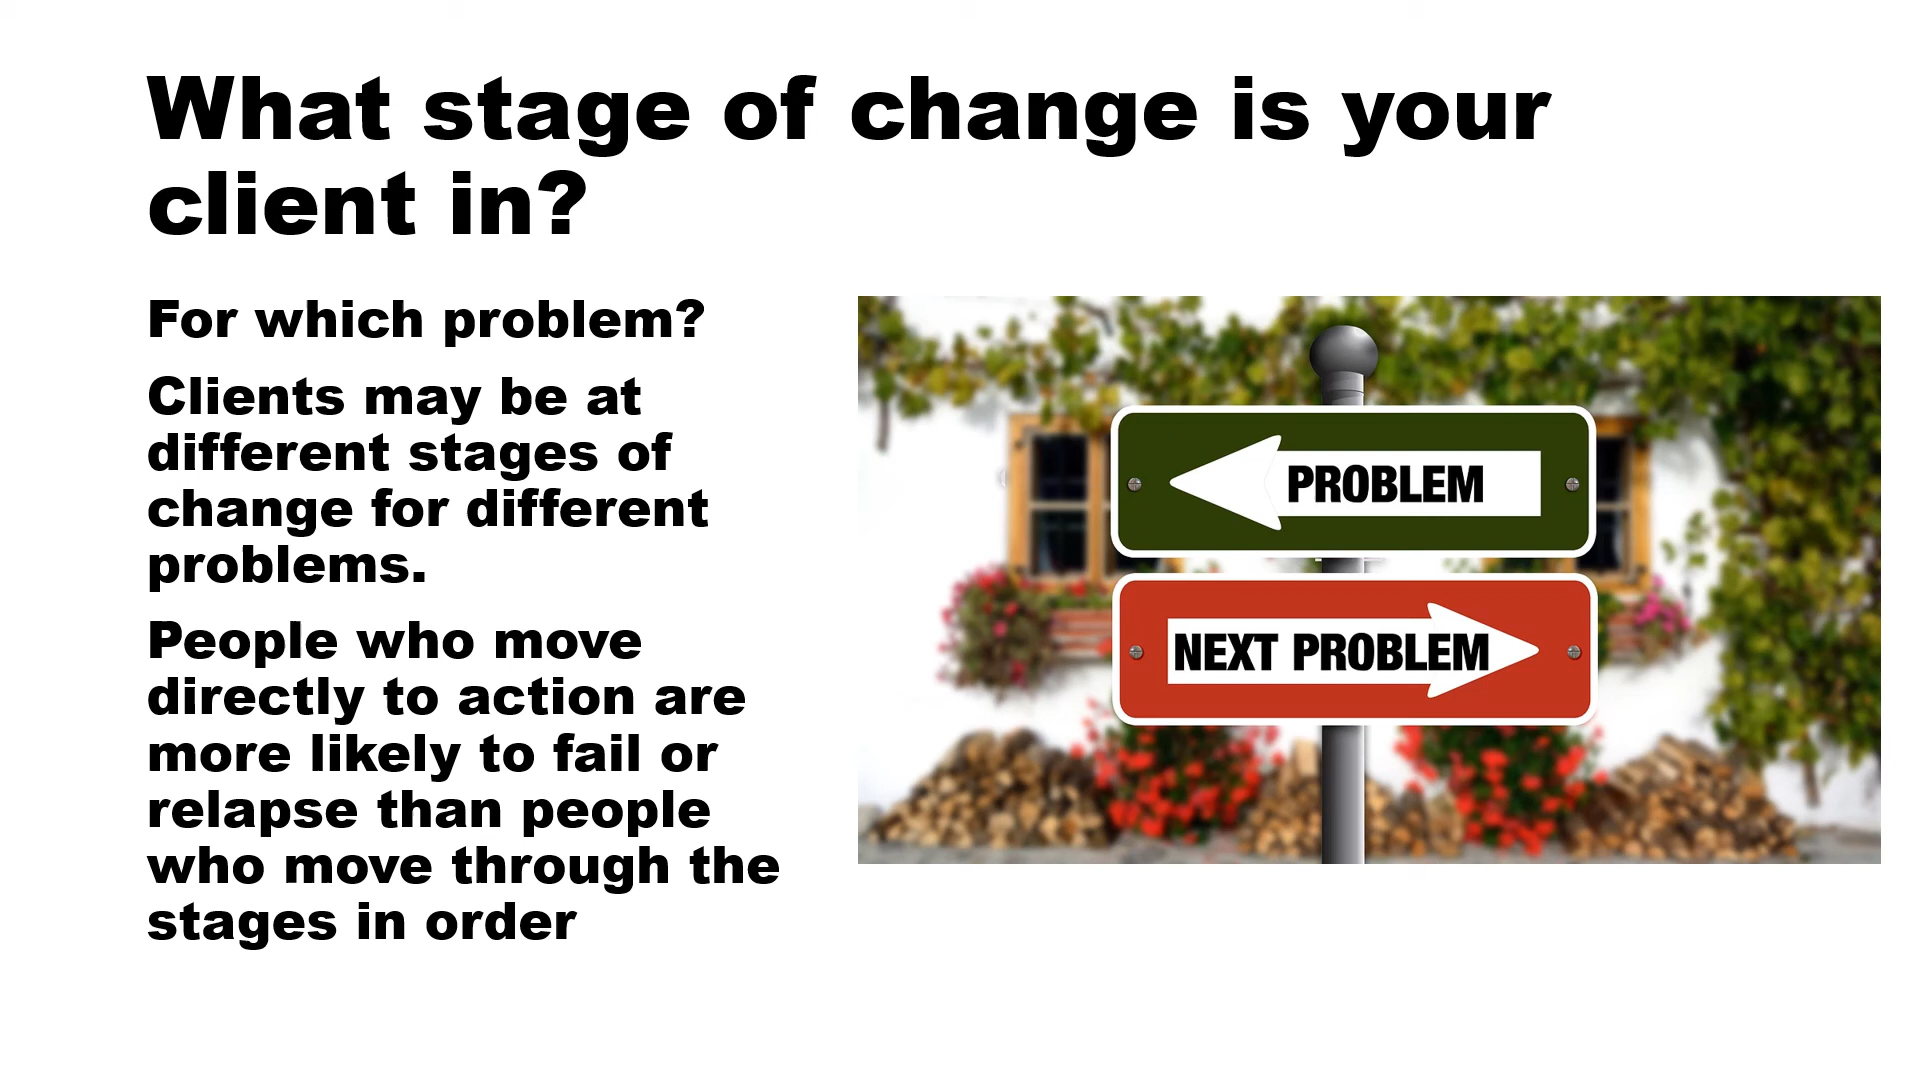 What stage of change is your
client in?
For which problem?
Clients may be at
different stages of
change for different
problems.
People who move
directly to action are
more likely to fail or
relapse than people
who move through the
stages in order
PROBLEM
NEXT PROBLEM